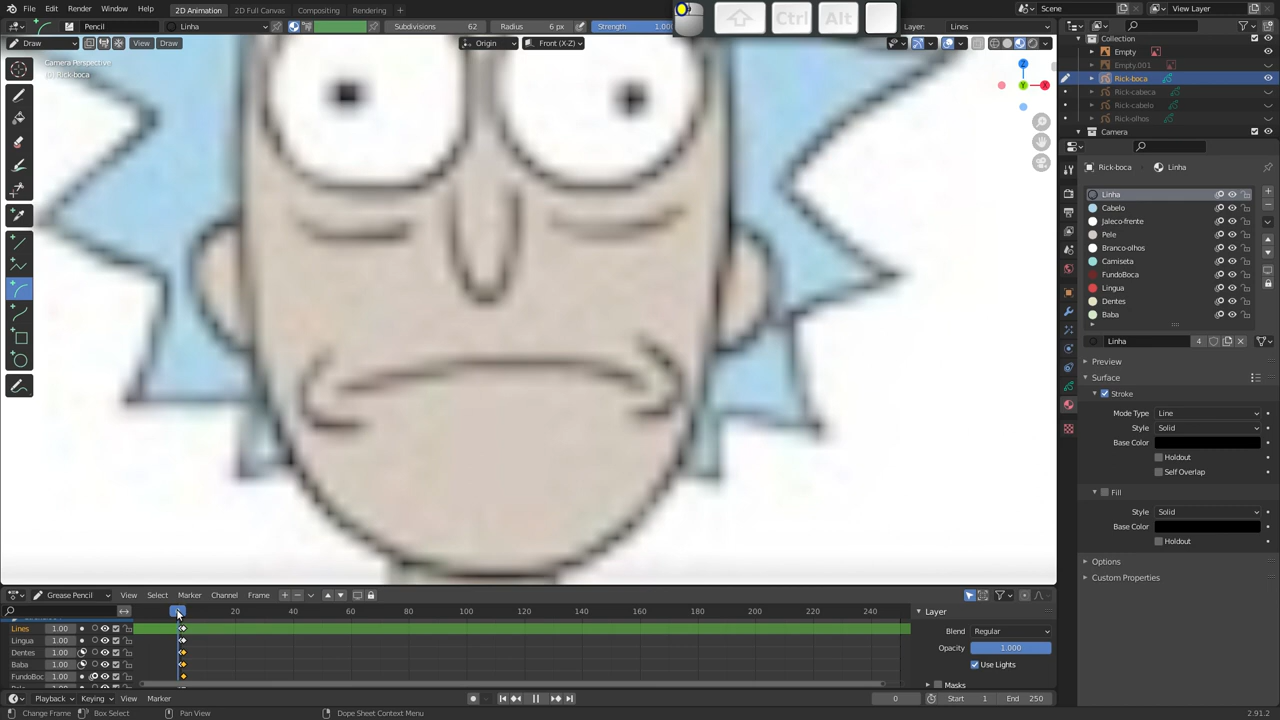 File Edit Render Window Help 2D Animation 2D Full Canvas Compositing Rendering Scene View Layer
Ctrl Alt
Pencil Linha Subdivisions 62 Radius 6 px Strength 1.00 Layer: Lines
Draw View Draw Origin Front (X-Z)
Camera Perspective
Rick-boca
Z
Y
X
Collection
Empty
Empty.001
Rick-boca
Rick-cabeca
Rick-cabelo
Rick-olhos
Camera
Rick-boca Linha
Linha
Cabelo
Jaleco-frente
Pele
Branco-olhos
Camiseta
FundoBoca
Lingua
Dentes
Baba
Linha 4
Preview
Surface
Stroke
Mode Type Line
Style Solid
Base Color
Holdout
Self Overlap
Fill
Style Solid
Base Color
Holdout
Options
Custom Properties
Grease Pencil View Select Marker Channel Frame
20 40 60 80 100 120 140 160 180 200 220 240
Lines 1.00
Lingua 1.00
Dentes 1.00
Baba 1.00
FundoBoc 1.00
Layer
Blend Regular
Opacity 1.000
Use Lights
Masks
Playback Keying View Marker 0 Start 1 End 250
Change Frame Box Select Pan View Dope Sheet Context Menu 2.91.2